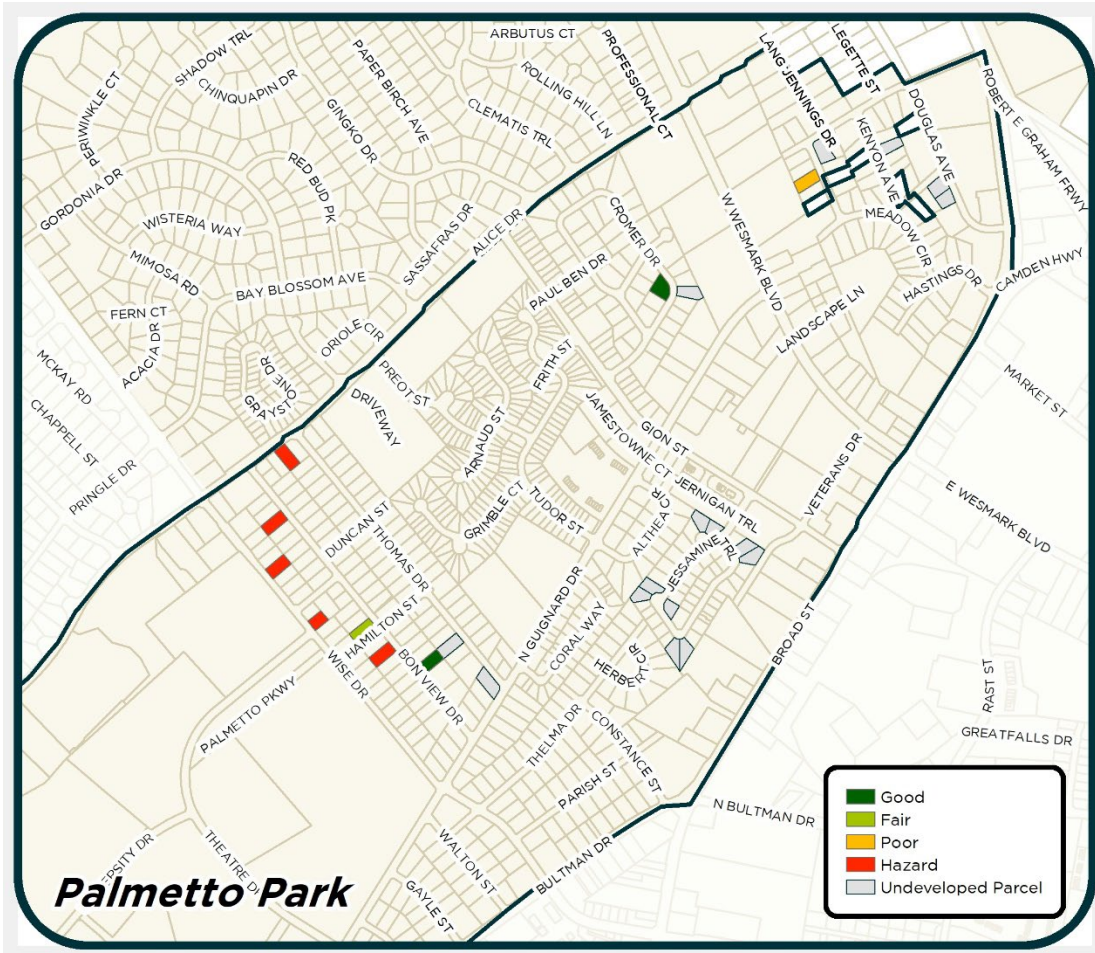 ARBUTUS CT
SHADOW TRL
PAPER BIRCH AVE
PROFESSIONAL CT
LANG JENNINGS DR
LEGETTE ST
PERIWINKLE CT
CHINQUAPIN DR
ROLLING HILL LN
GINGKO DR
CLEMATIS TRL
DOUGLAS AVE
ROBERT E GRAHAM FRWY
KENYON AVE
RED BUD PK
GORDONIA DR
WISTERIA WAY
SASSAFRAS DR
ALICE DR
CROMER DR
W WESMARK BLVD
MEADOW CIR
MIMOSA RD
BAY BLOSSOM AVE
PAUL BEN DR
HASTINGS DR
CAMDEN HWY
FERN CT
ACACIA DR
ORIOLE CIR
LANDSCAPE LN
MCKAY RD
GRAYSTONE DR
PREOT ST
FRITH ST
MARKET ST
CHAPPELL ST
DRIVEWAY
ARNAUD ST
JAMESTOWNE CT
GION ST
PRINGLE DR
VETERANS DR
E WESMARK BLVD
GRIMBLE CT
TUDOR ST
JERNIGAN TRL
DUNCAN ST
THOMAS DR
ALTHEA CIR
JESSAMINE TRL
HAMILTON ST
N GUIGNARD DR
CORAL WAY
BROAD ST
WISE DR
BON VIEW DR
HERBERT CIR
RAST ST
PALMETTO PKWY
THELMA DR
CONSTANCE ST
GREATFALLS DR
PARISH ST
N BULTMAN DR
WALTON ST
BULTMAN DR
THEATRE D
GAYLE ST
Palmetto Park
Good
Fair
Poor
Hazard
Undeveloped Parcel